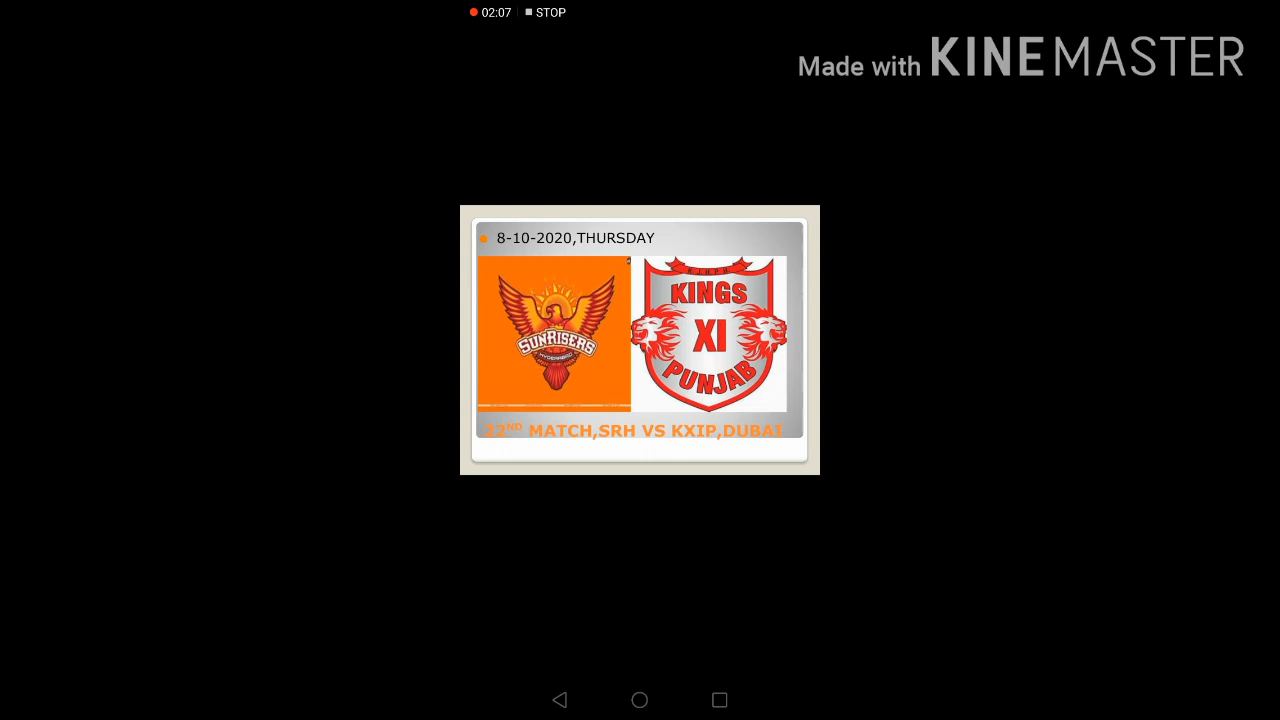 02:07 STOP
Made with KINEMASTER
8-10-2020,THURSDAY
SUNRISERS
HYDERABAD
KINGS
XI
PUNJAB
22ND MATCH,SRH VS KXIP,DUBAI